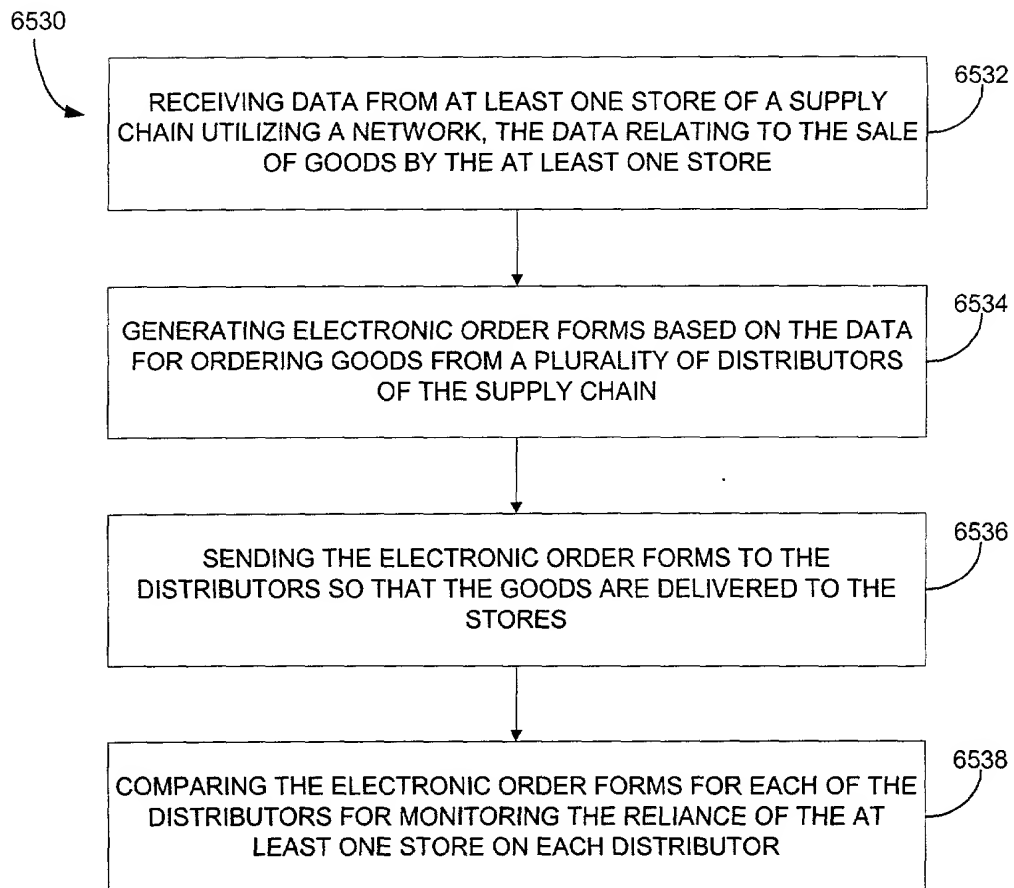 6530
RECEIVING DATA FROM AT LEAST ONE STORE OF A SUPPLY
CHAIN UTILIZING A NETWORK, THE DATA RELATING TO THE SALE
OF GOODS BY THE AT LEAST ONE STORE
6532
GENERATING ELECTRONIC ORDER FORMS BASED ON THE DATA
FOR ORDERING GOODS FROM A PLURALITY OF DISTRIBUTORS
OF THE SUPPLY CHAIN
6534
SENDING THE ELECTRONIC ORDER FORMS TO THE
DISTRIBUTORS SO THAT THE GOODS ARE DELIVERED TO THE
STORES
6536
COMPARING THE ELECTRONIC ORDER FORMS FOR EACH OF THE
DISTRIBUTORS FOR MONITORING THE RELIANCE OF THE AT
LEAST ONE STORE ON EACH DISTRIBUTOR
6538